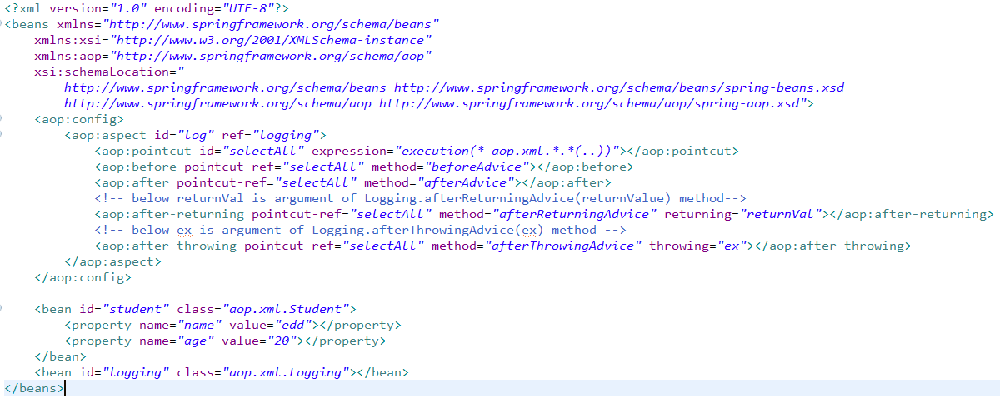 <?xml version="1.0" encoding="UTF-8"?>
<beans xmlns="http://www.springframework.org/schema/beans"
    xmlns:xsi="http://www.w3.org/2001/XMLSchema-instance"
    xmlns:aop="http://www.springframework.org/schema/aop"
    xsi:schemaLocation="
        http://www.springframework.org/schema/beans http://www.springframework.org/schema/beans/spring-beans.xsd
        http://www.springframework.org/schema/aop http://www.springframework.org/schema/aop/spring-aop.xsd">
    <aop:config>
        <aop:aspect id="log" ref="logging">
            <aop:pointcut id="selectAll" expression="execution(* aop.xml.*.*(..))"></aop:pointcut>
            <aop:before pointcut-ref="selectAll" method="beforeAdvice"></aop:before>
            <aop:after pointcut-ref="selectAll" method="afterAdvice"></aop:after>
            <!-- below returnVal is argument of Logging.afterReturningAdvice(returnValue) method-->
            <aop:after-returning pointcut-ref="selectAll" method="afterReturningAdvice" returning="returnVal"></aop:after-returning>
            <!-- below ex is argument of Logging.afterThrowingAdvice(ex) method -->
            <aop:after-throwing pointcut-ref="selectAll" method="afterThrowingAdvice" throwing="ex"></aop:after-throwing>
        </aop:aspect>
    </aop:config>

    <bean id="student" class="aop.xml.Student">
        <property name="name" value="edd"></property>
        <property name="age" value="20"></property>
    </bean>
    <bean id="logging" class="aop.xml.Logging"></bean>
</beans>